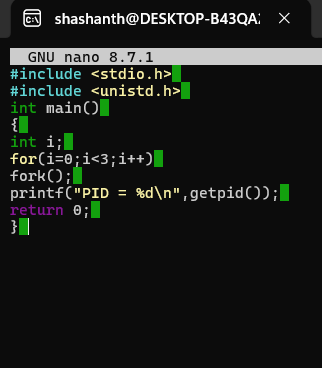 shashanth@DESKTOP-B43QA
GNU nano 8.7.1
#include <stdio.h>
#include <unistd.h>
int main()
{
int i;
for(i=0;i<3;i++)
fork();
printf("PID = %d\n",getpid());
return 0;
}